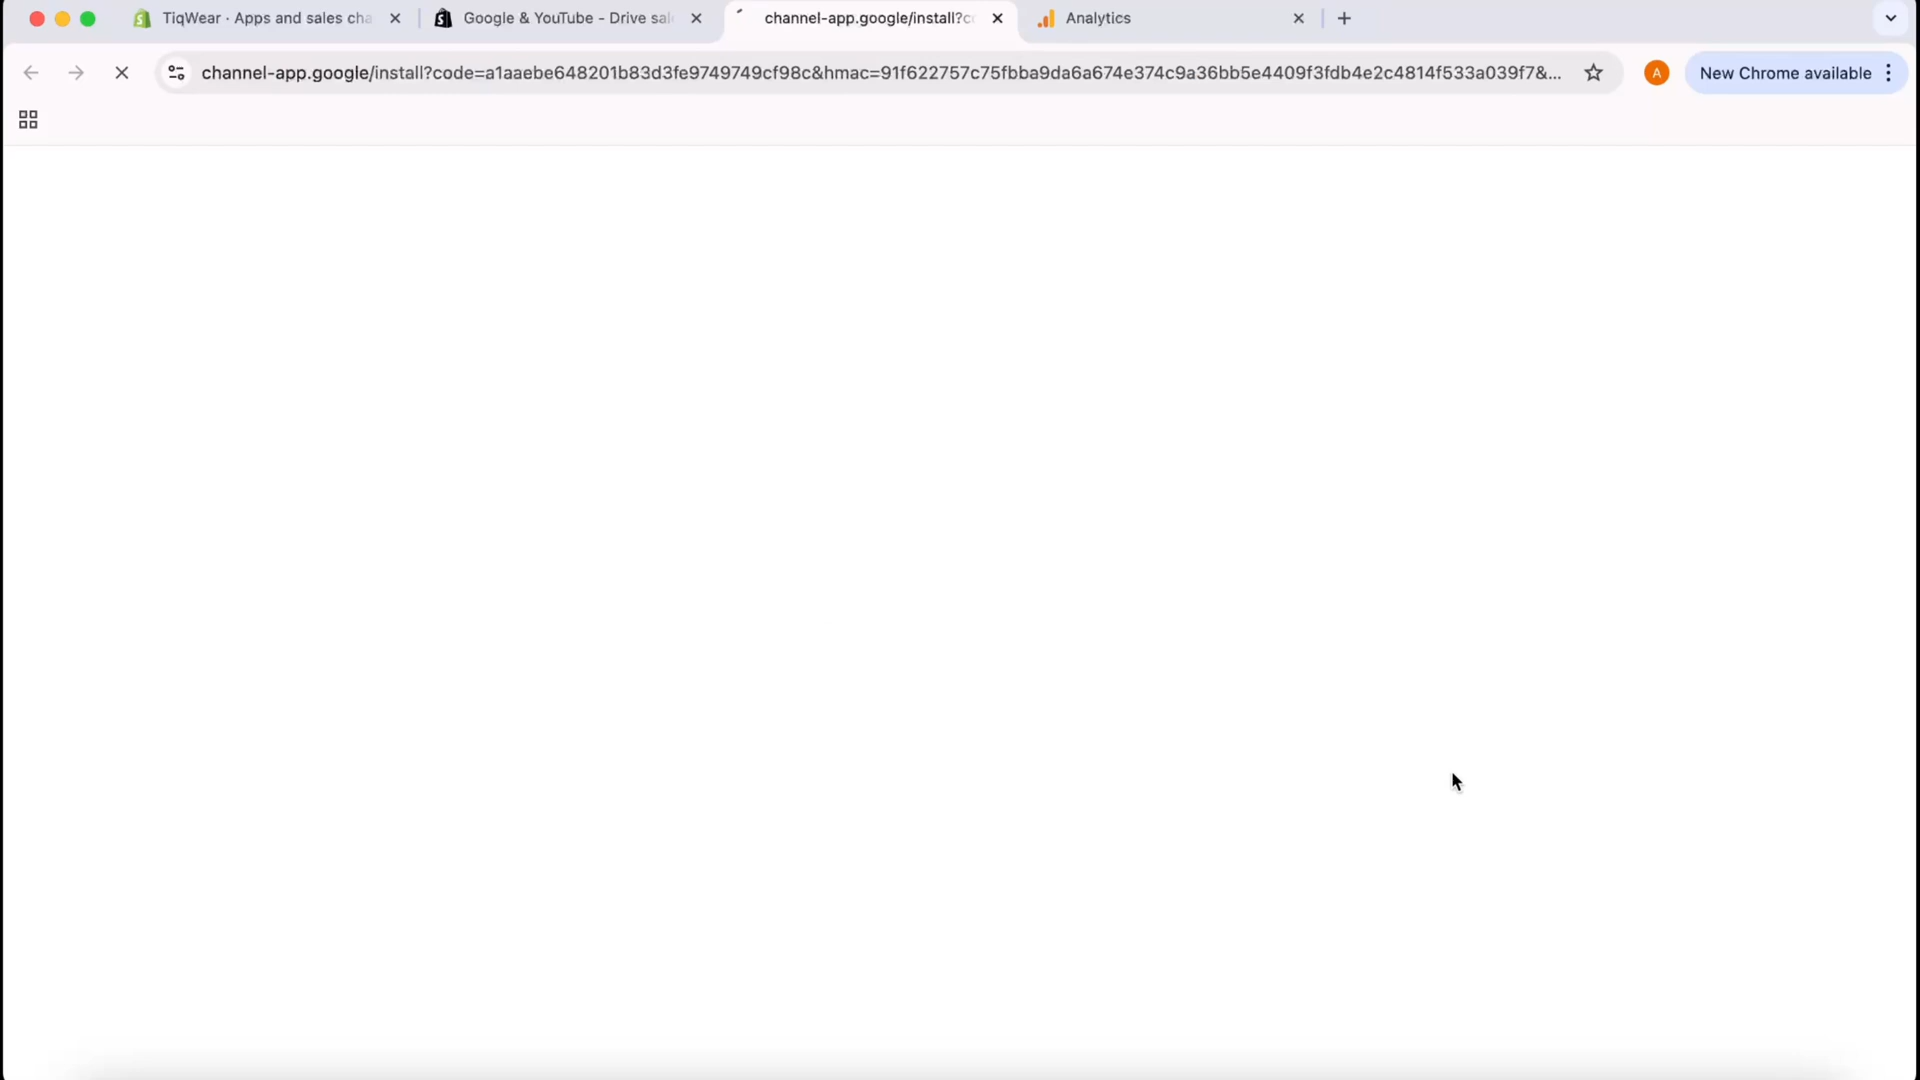 TiqWear · Apps and sales cha
Google & YouTube - Drive sal
channel-app.google/install?c
Analytics
channel-app.google/install?code=a1aaebe648201b83d3fe9749749cf98c&hmac=91f622757c75fbba9da6a674e374c9a36bb5e4409f3fdb4e2c4814f533a039f7&...
A
New Chrome available